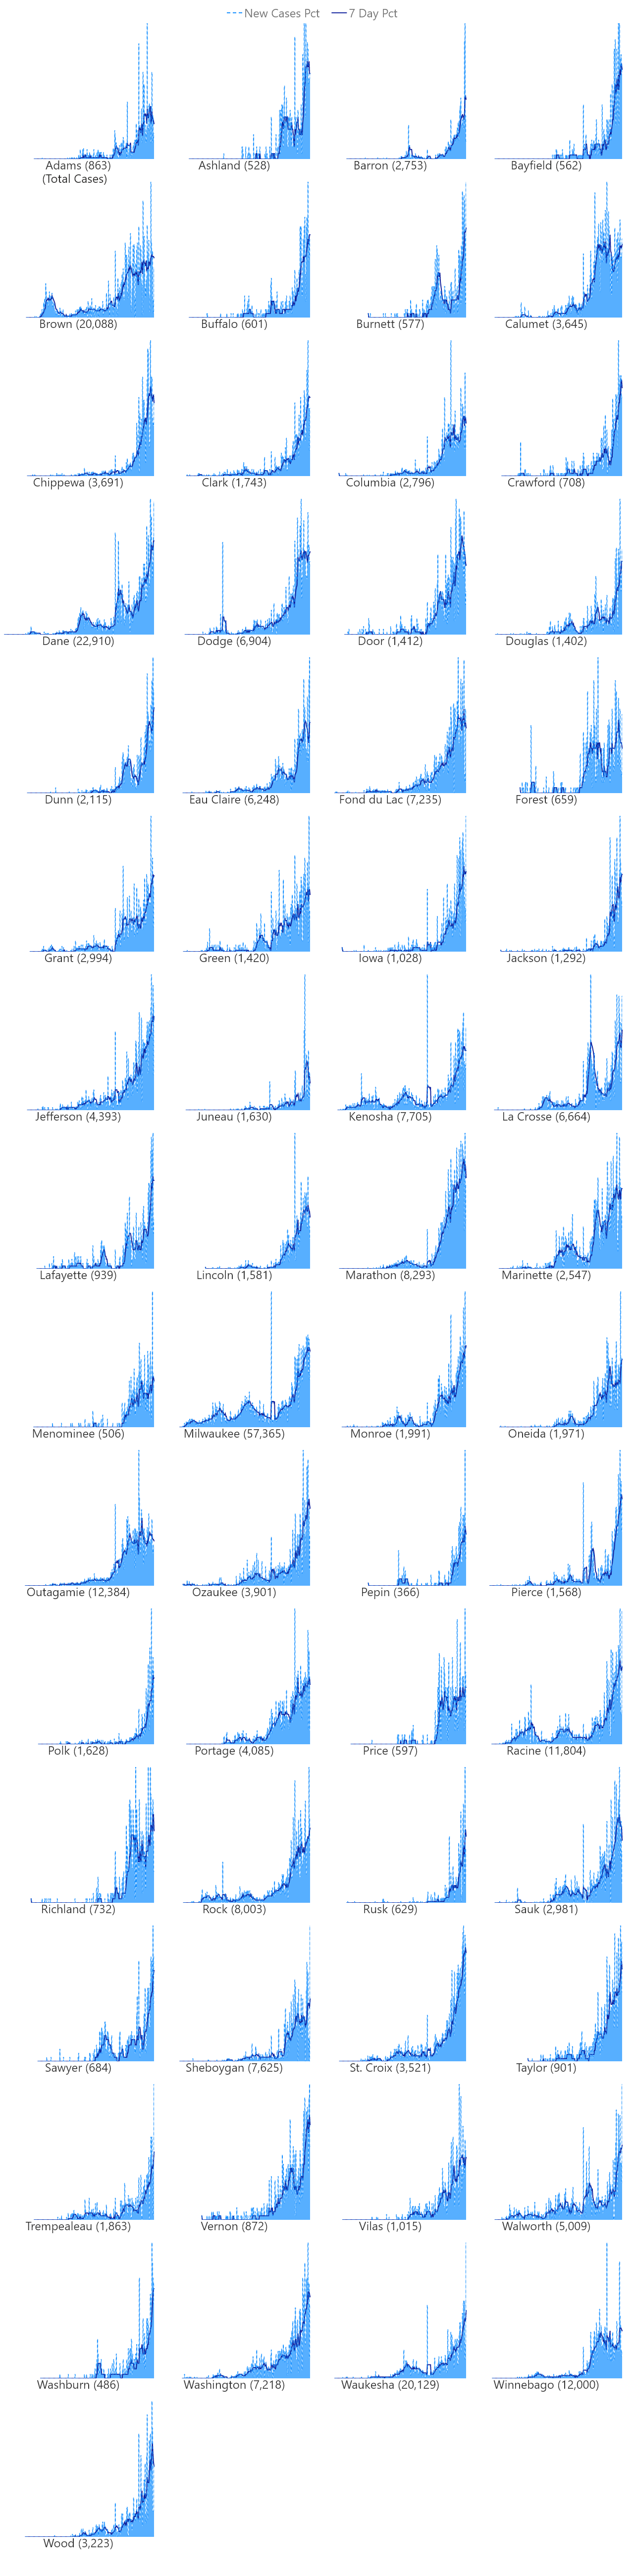 New Cases Pct 7 Day Pct
Adams (863) Ashland (528) Barron (2,753) Bayfield (562)
(Total Cases)
Brown (20,088) Buffalo (601) Burnett (577) Calumet (3,645)
Chippewa (3,691) Clark (1,743) Columbia (2,796) Crawford (708)
Dane (22,910) Dodge (6,904) Door (1,412) Douglas (1,402)
Dunn (2,115) Eau Claire (6,248) Fond du Lac (7,235) Forest (659)
Grant (2,994) Green (1,420) Iowa (1,028) Jackson (1,292)
Jefferson (4,393) Juneau (1,630) Kenosha (7,705) La Crosse (6,664)
Lafayette (939) Lincoln (1,581) Marathon (8,293) Marinette (2,547)
Menominee (506) Milwaukee (57,365) Monroe (1,991) Oneida (1,971)
Outagamie (12,384) Ozaukee (3,901) Pepin (366) Pierce (1,568)
Polk (1,628) Portage (4,085) Price (597) Racine (11,804)
Richland (732) Rock (8,003) Rusk (629) Sauk (2,981)
Sawyer (684) Sheboygan (7,625) St. Croix (3,521) Taylor (901)
Trempealeau (1,863) Vernon (872) Vilas (1,015) Walworth (5,009)
Washburn (486) Washington (7,218) Waukesha (20,129) Winnebago (12,000)
Wood (3,223)